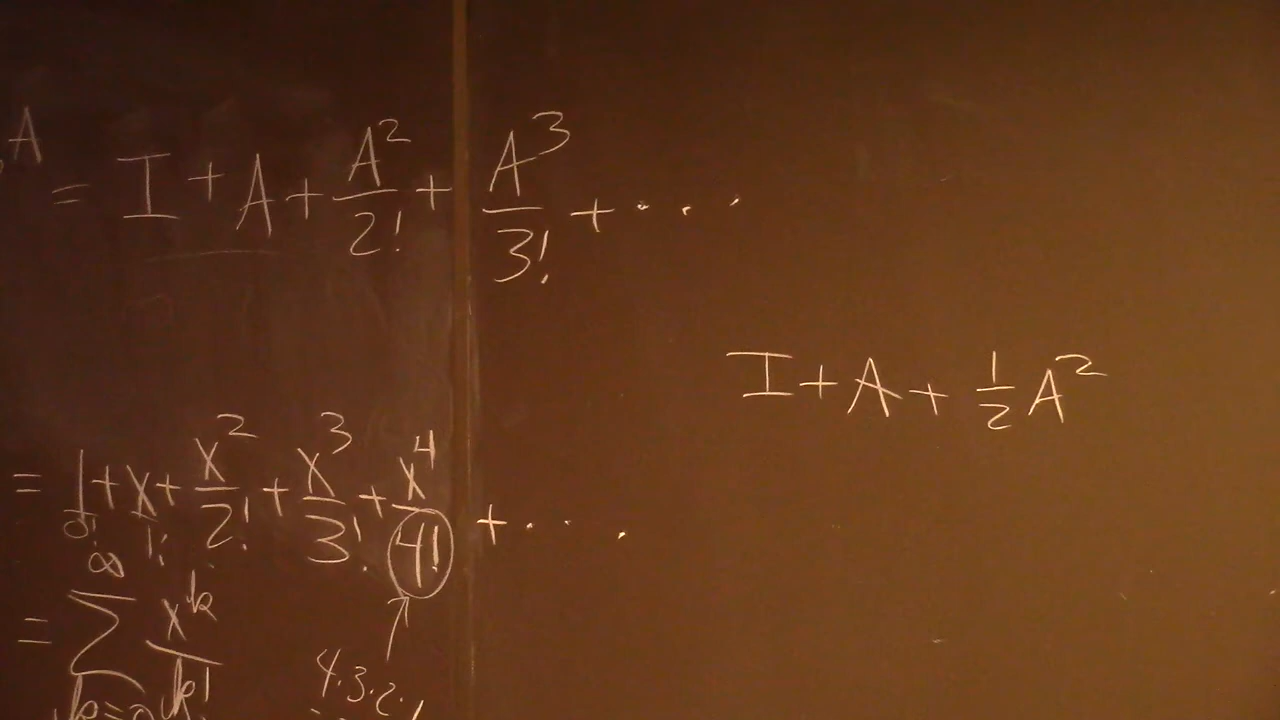 A = I + A + A²/2! + A³/3! + ...
I + A + ½A²
= 1/0! + x/1! + x²/2! + x³/3! + x⁴/4! + ...
= ∞ ∑ k=0 xᵏ/k!
4·3·2·1